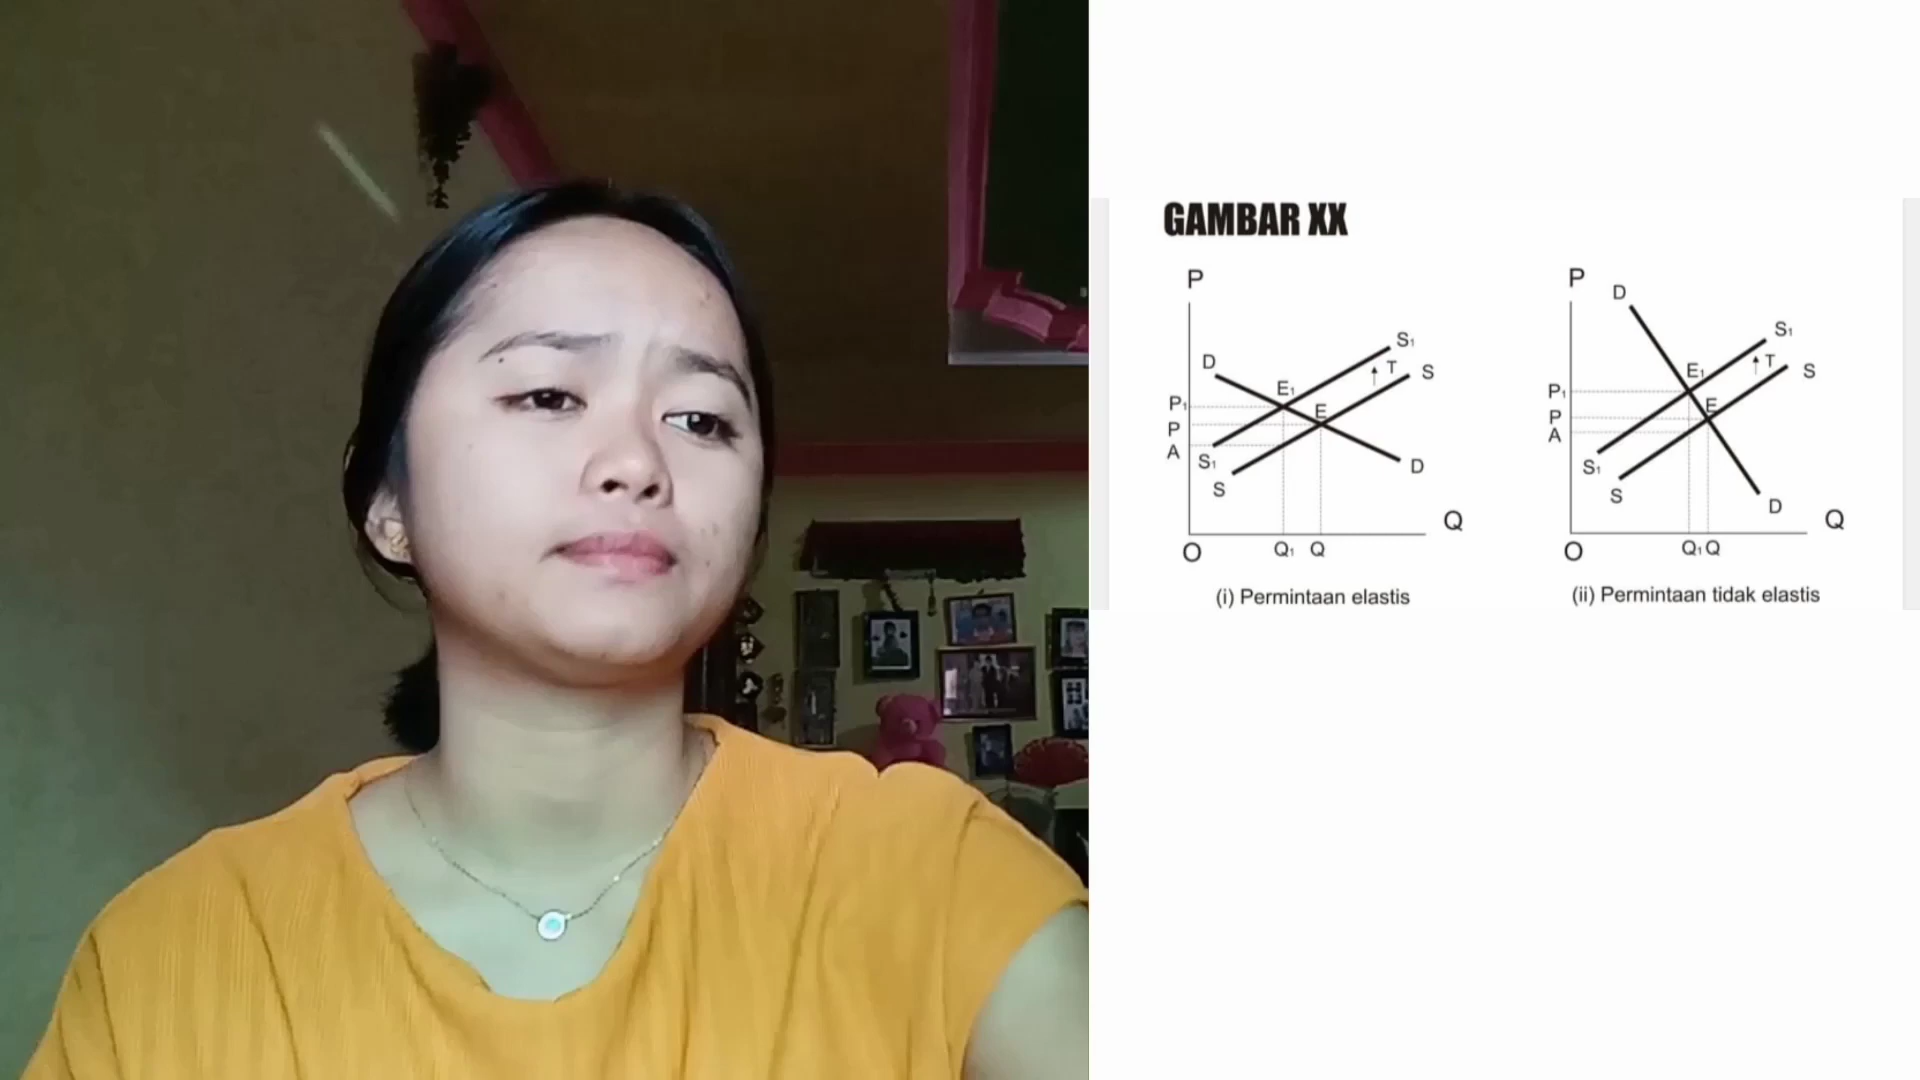 GAMBAR XX
P
D
S₁
T
S
E₁
E
P₁
P
A
S₁
S
D
Q
O
Q₁
Q
(i) Permintaan elastis
P
D
S₁
T
S
E₁
E
P₁
P
A
S₁
S
D
Q
O
Q₁
Q
(ii) Permintaan tidak elastis